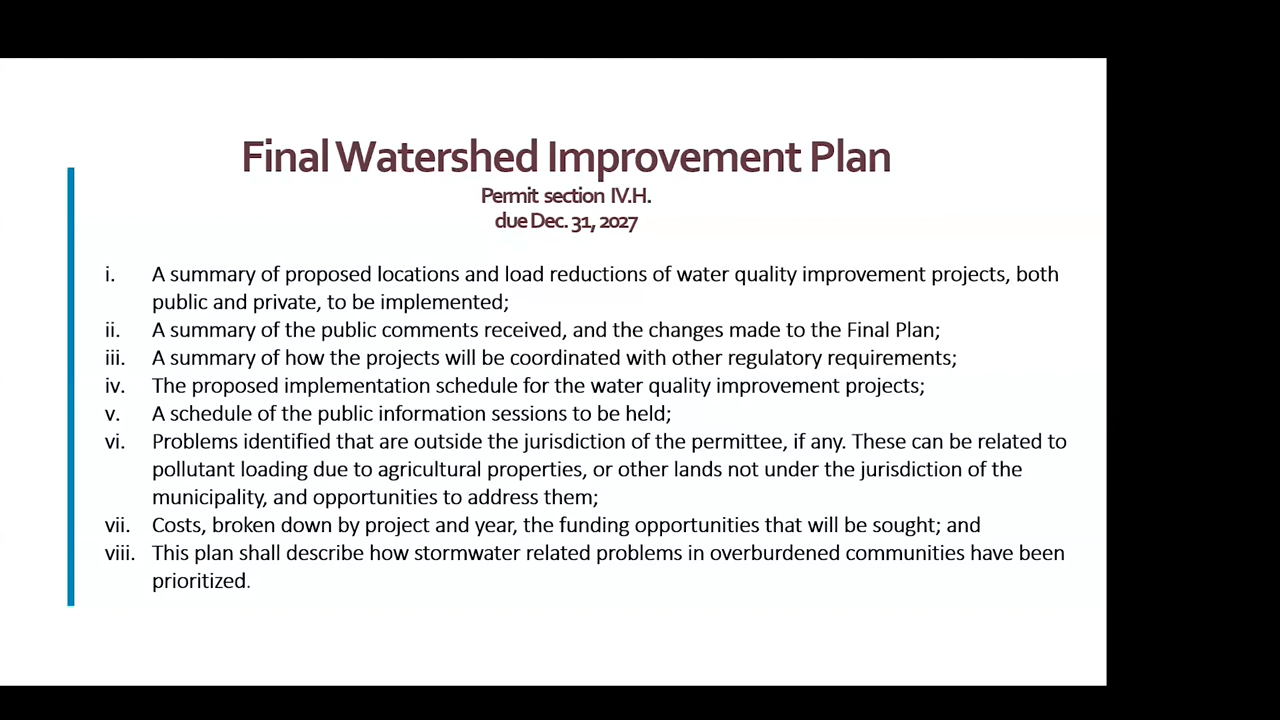 Final Watershed Improvement Plan
Permit section IV.H.
due Dec. 31, 2027
i. A summary of proposed locations and load reductions of water quality improvement projects, both
public and private, to be implemented;
ii. A summary of the public comments received, and the changes made to the Final Plan;
iii. A summary of how the projects will be coordinated with other regulatory requirements;
iv. The proposed implementation schedule for the water quality improvement projects;
v. A schedule of the public information sessions to be held;
vi. Problems identified that are outside the jurisdiction of the permittee, if any. These can be related to
pollutant loading due to agricultural properties, or other lands not under the jurisdiction of the
municipality, and opportunities to address them;
vii. Costs, broken down by project and year, the funding opportunities that will be sought; and
viii. This plan shall describe how stormwater related problems in overburdened communities have been
prioritized.